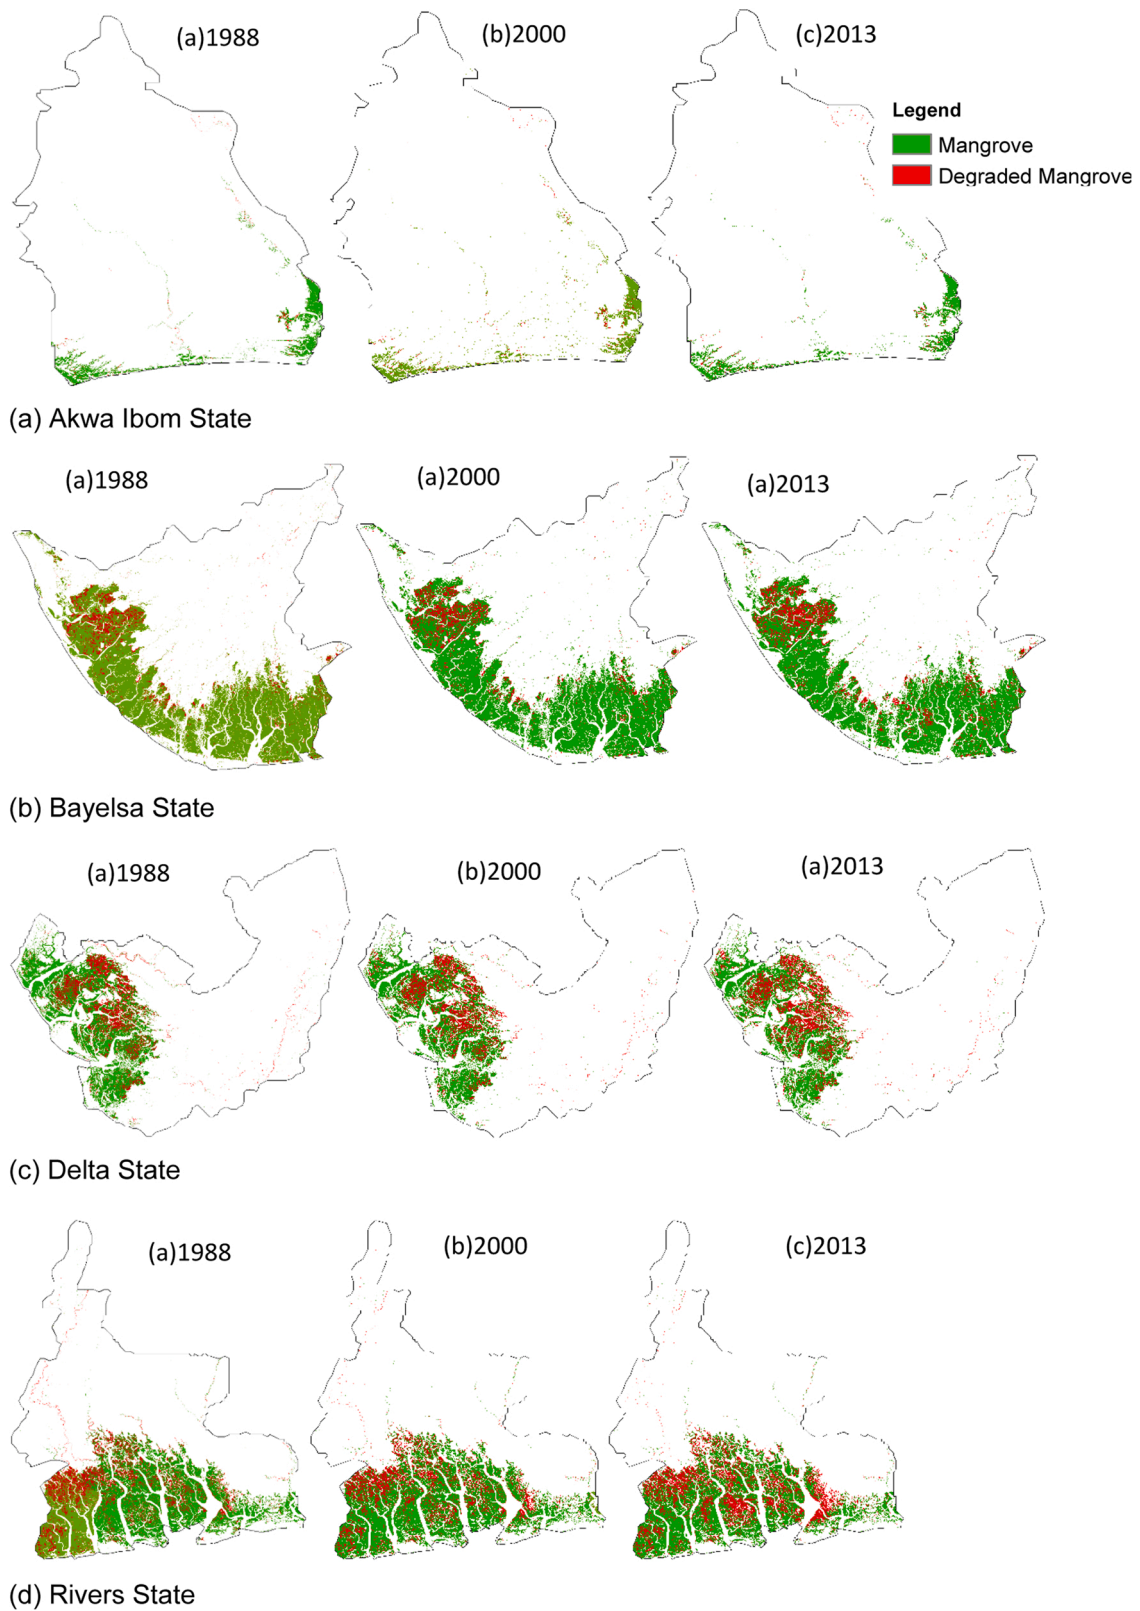 (a)1988
(b)2000
(c)2013
Legend
Mangrove
Degraded Mangrove
(a) Akwa Ibom State
(a)1988
(a)2000
(a)2013
(b) Bayelsa State
(a)1988
(b)2000
(a)2013
(c) Delta State
(a)1988
(b)2000
(c)2013
(d) Rivers State